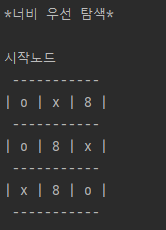 *너비 우선 탐색*
시작노드
-----------
| o | x | 8 |
-----------
| o | 8 | x |
-----------
| x | 8 | o |
-----------